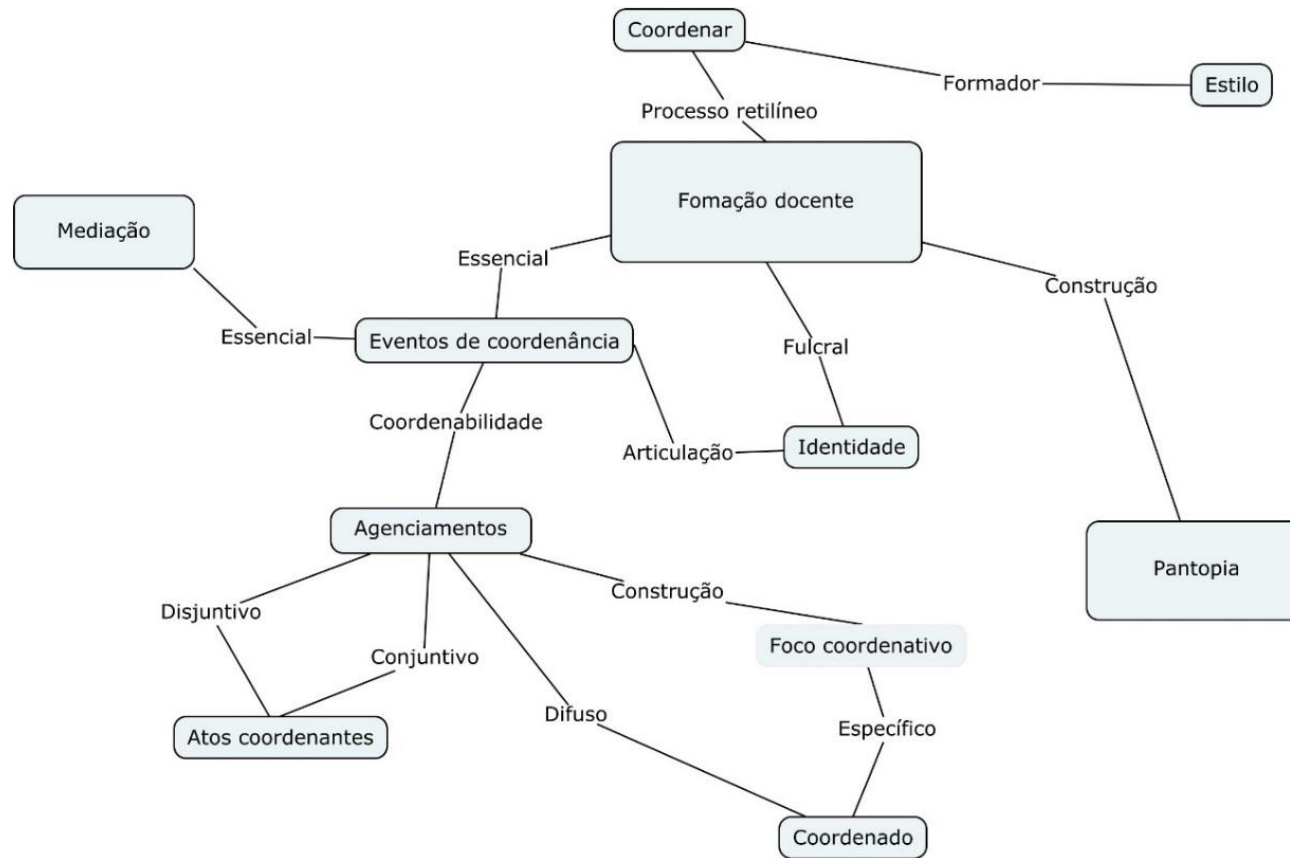 Coordenar
Formador
Estilo
Processo retilíneo
Fomação docente
Mediação
Essencial
Construção
Essencial
Eventos de coordenância
Fulcral
Coordenabilidade
Articulação
Identidade
Agenciamentos
Pantopia
Construção
Disjuntivo
Foco coordenativo
Conjuntivo
Difuso
Específico
Atos coordenantes
Coordenado